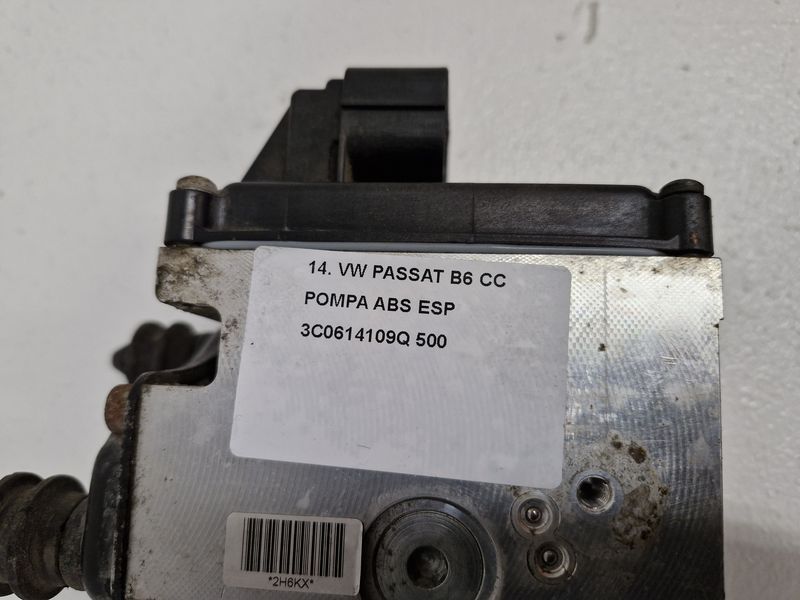 14. VW PASSAT B6 CC
POMPA ABS ESP
3C0614109Q 500
*2H6KX*